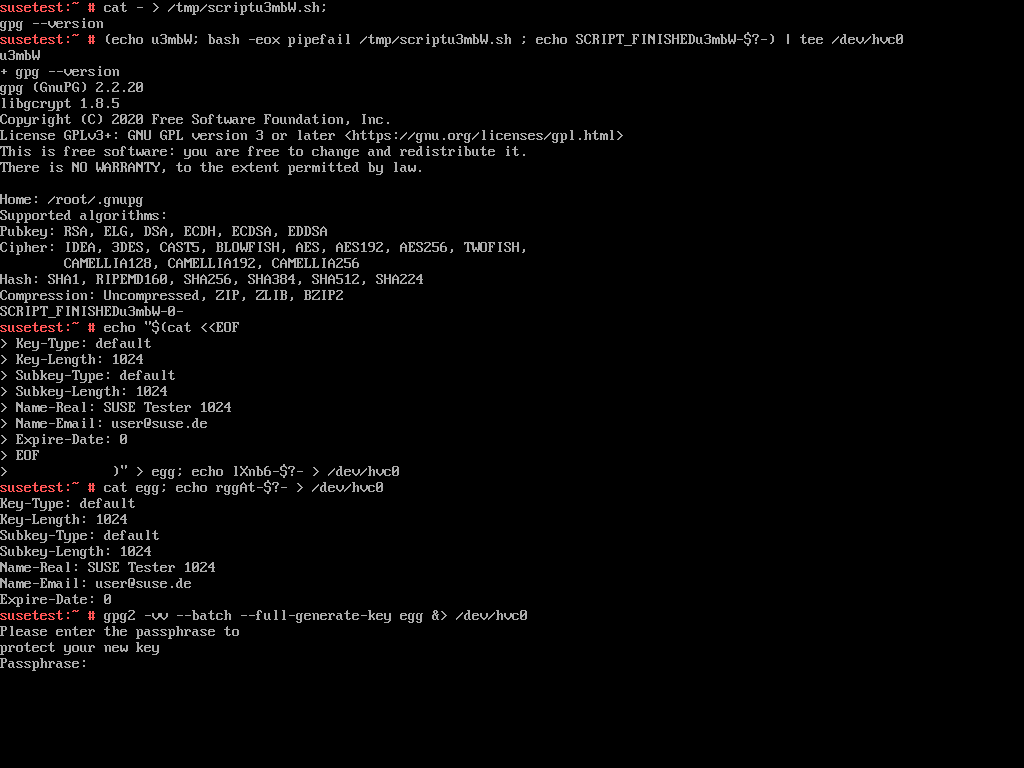 susetest:~ # cat - > /tmp/scriptu3mbW.sh;
gpg --version
susetest:~ # (echo u3mbW; bash -eox pipefail /tmp/scriptu3mbW.sh ; echo SCRIPT_FINISHEDu3mbW-$?-) | tee /dev/hvc0
u3mbW
+ gpg --version
gpg (GnuPG) 2.2.20
libgcrypt 1.8.5
Copyright (C) 2020 Free Software Foundation, Inc.
License GPLv3+: GNU GPL version 3 or later <https://gnu.org/licenses/gpl.html>
This is free software: you are free to change and redistribute it.
There is NO WARRANTY, to the extent permitted by law.

Home: /root/.gnupg
Supported algorithms:
Pubkey: RSA, ELG, DSA, ECDH, ECDSA, EDDSA
Cipher: IDEA, 3DES, CAST5, BLOWFISH, AES, AES192, AES256, TWOFISH,
        CAMELLIA128, CAMELLIA192, CAMELLIA256
Hash: SHA1, RIPEMD160, SHA256, SHA384, SHA512, SHA224
Compression: Uncompressed, ZIP, ZLIB, BZIP2
SCRIPT_FINISHEDu3mbW-0-
susetest:~ # echo "$(cat <<EOF
> Key-Type: default
> Key-Length: 1024
> Subkey-Type: default
> Subkey-Length: 1024
> Name-Real: SUSE Tester 1024
> Name-Email: user@suse.de
> Expire-Date: 0
> EOF
>             )" > egg; echo lXnb6-$?- > /dev/hvc0
susetest:~ # cat egg; echo rggAt-$?- > /dev/hvc0
Key-Type: default
Key-Length: 1024
Subkey-Type: default
Subkey-Length: 1024
Name-Real: SUSE Tester 1024
Name-Email: user@suse.de
Expire-Date: 0
susetest:~ # gpg2 -vv --batch --full-generate-key egg &> /dev/hvc0
Please enter the passphrase to
protect your new key
Passphrase: